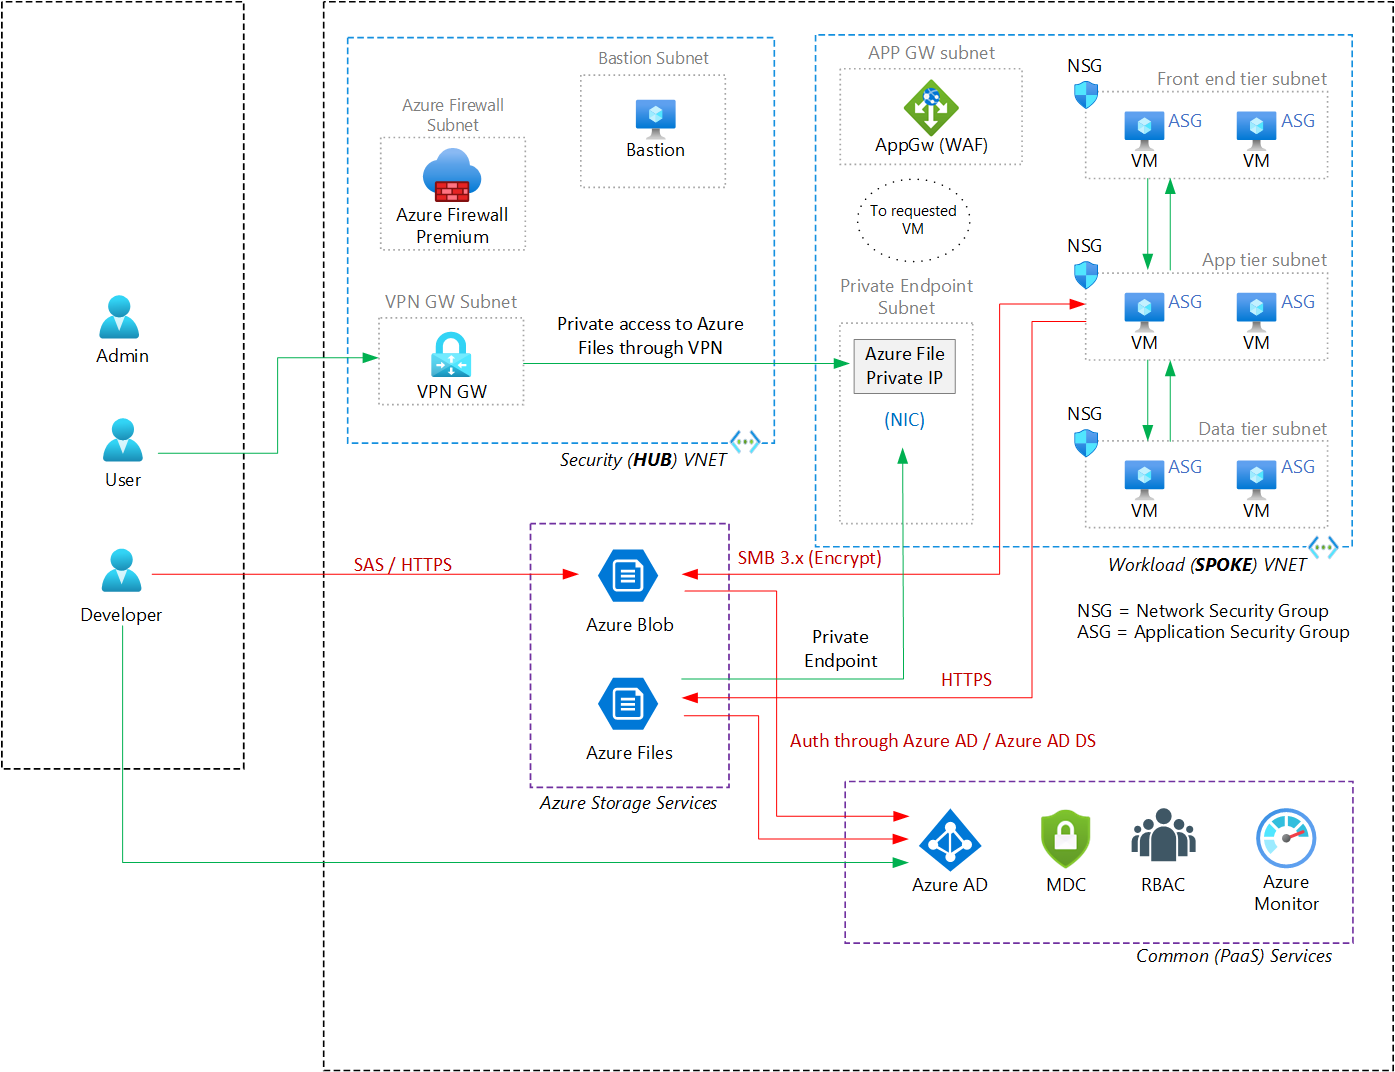 Admin
User
Developer
Azure Firewall
Subnet
Azure Firewall
Premium
Bastion Subnet
Bastion
VPN GW Subnet
VPN GW
Private access to Azure
Files through VPN
Security (HUB) VNET
APP GW subnet
AppGw (WAF)
To requested
VM
Private Endpoint
Subnet
Azure File
Private IP
(NIC)
NSG
Front end tier subnet
ASG
ASG
VM
VM
NSG
App tier subnet
ASG
ASG
VM
VM
NSG
Data tier subnet
ASG
ASG
VM
VM
Workload (SPOKE) VNET
NSG = Network Security Group
ASG = Application Security Group
SAS / HTTPS
SMB 3.x (Encrypt)
Azure Blob
Private
Endpoint
HTTPS
Azure Files
Auth through Azure AD / Azure AD DS
Azure Storage Services
Azure AD
MDC
RBAC
Azure
Monitor
Common (PaaS) Services